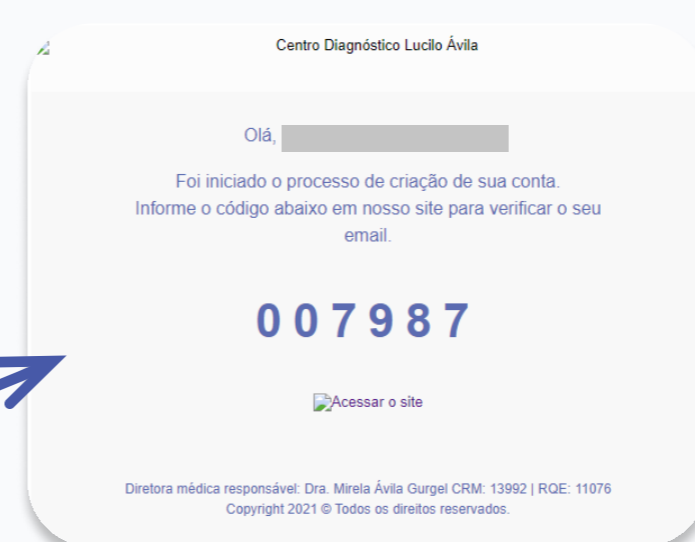 Centro Diagnóstico Lucilo Ávila
Olá,
Foi iniciado o processo de criação de sua conta.
Informe o código abaixo em nosso site para verificar o seu
email.
007987
Acessar o site
Diretora médica responsável: Dra. Mirela Ávila Gurgel CRM: 13992 | RQE: 11076
Copyright 2021 © Todos os direitos reservados.